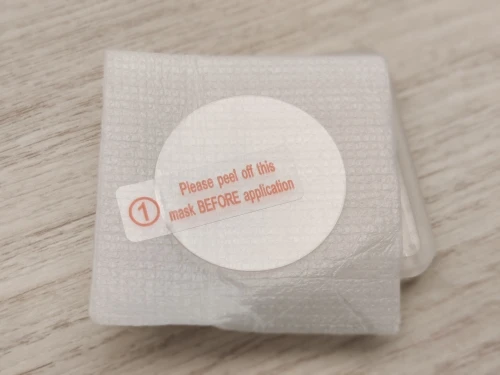 ① Please peel off this
mask BEFORE application